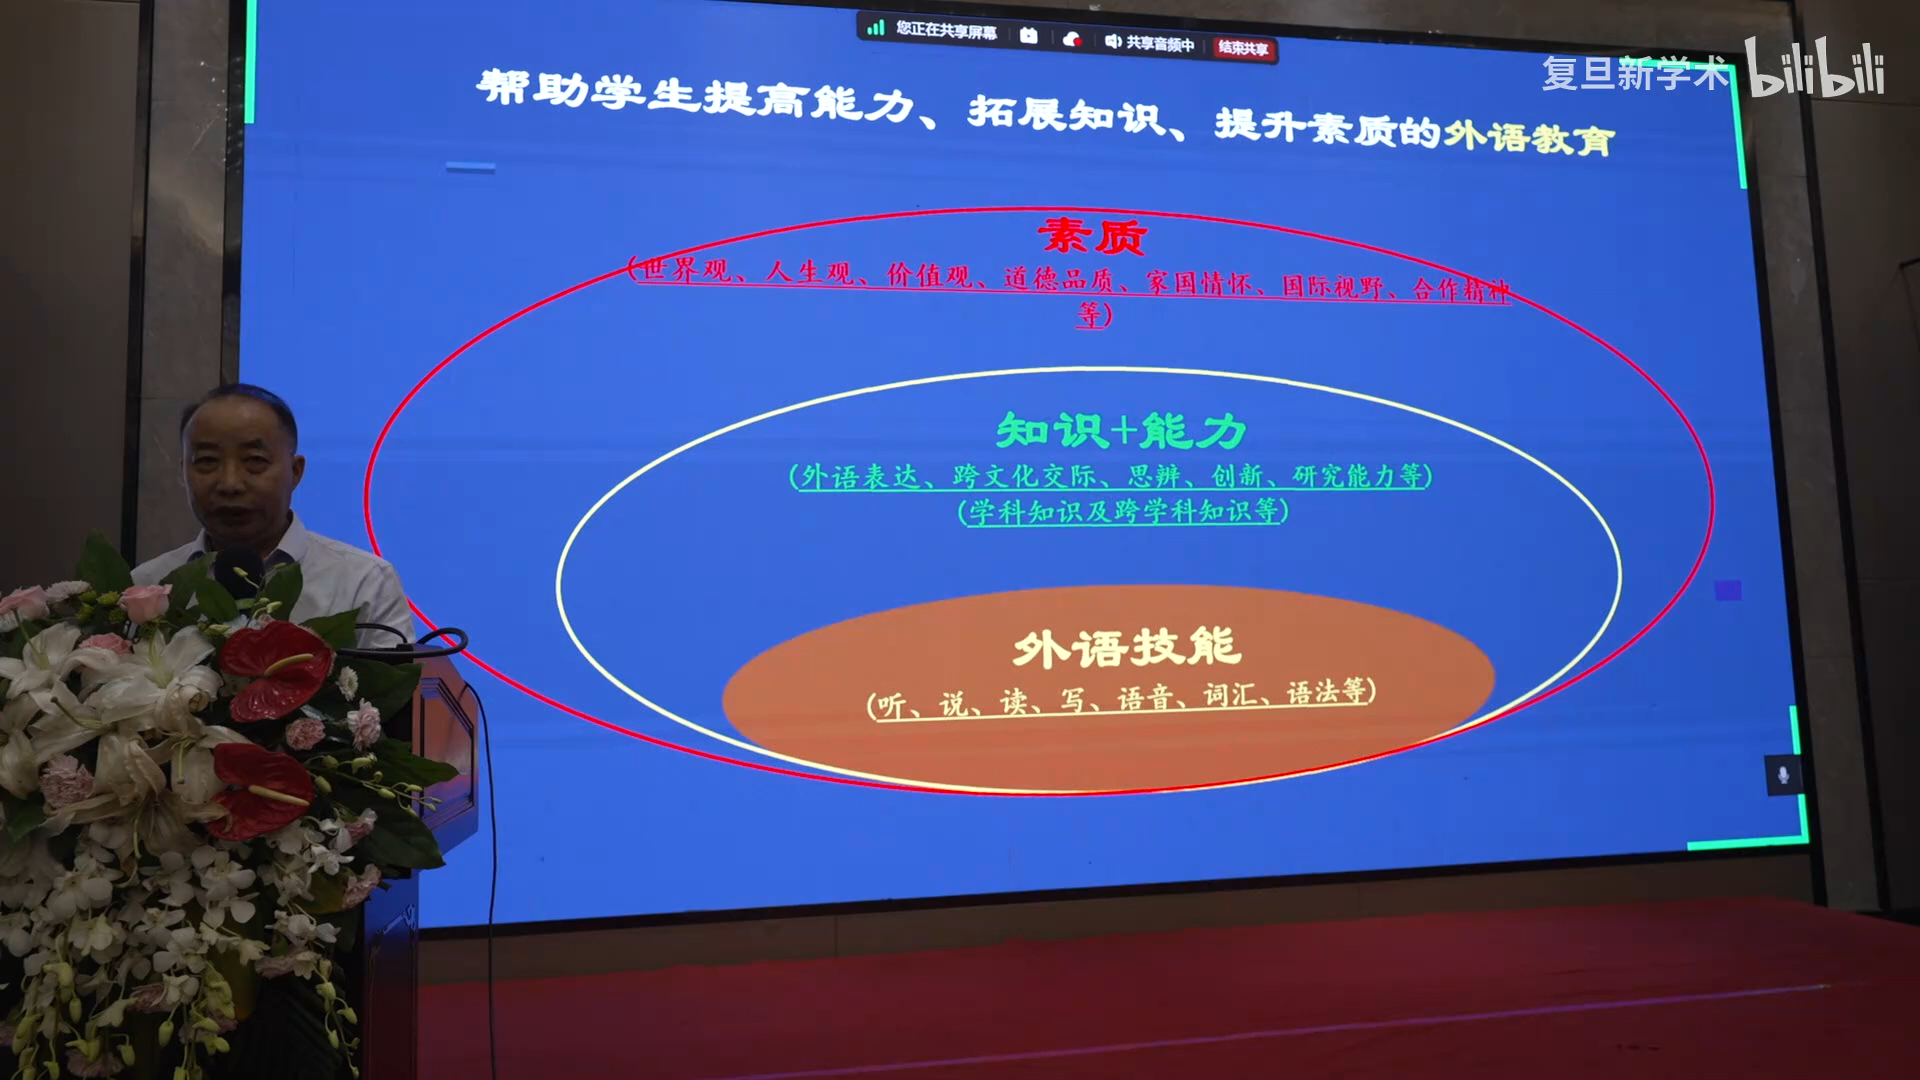 您正在共享屏幕 共享音频中 结束共享
复旦新学术 bilibili
帮助学生提高能力、拓展知识、提升素质的外语教育
素质
(世界观、人生观、价值观、道德品质、家国情怀、国际视野、合作精神
等)
知识+能力
(外语表达、跨文化交际、思辨、创新、研究能力等)
(学科知识及跨学科知识等)
外语技能
(听、说、读、写、语音、词汇、语法等)